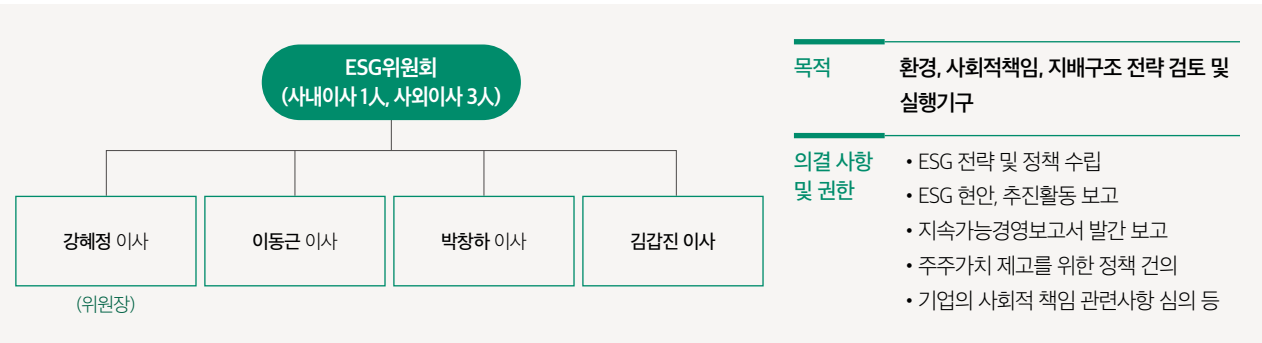 ESG위원회
(사내이사 1人, 사외이사 3人)
강혜정 이사
이동근 이사
박창하 이사
김갑진 이사
(위원장)
목적
환경, 사회적책임, 지배구조 전략 검토 및
실행기구
의결 사항
및 권한
• ESG 전략 및 정책 수립
• ESG 현안, 추진활동 보고
• 지속가능경영보고서 발간 보고
• 주주가치 제고를 위한 정책 건의
• 기업의 사회적 책임 관련사항 심의 등